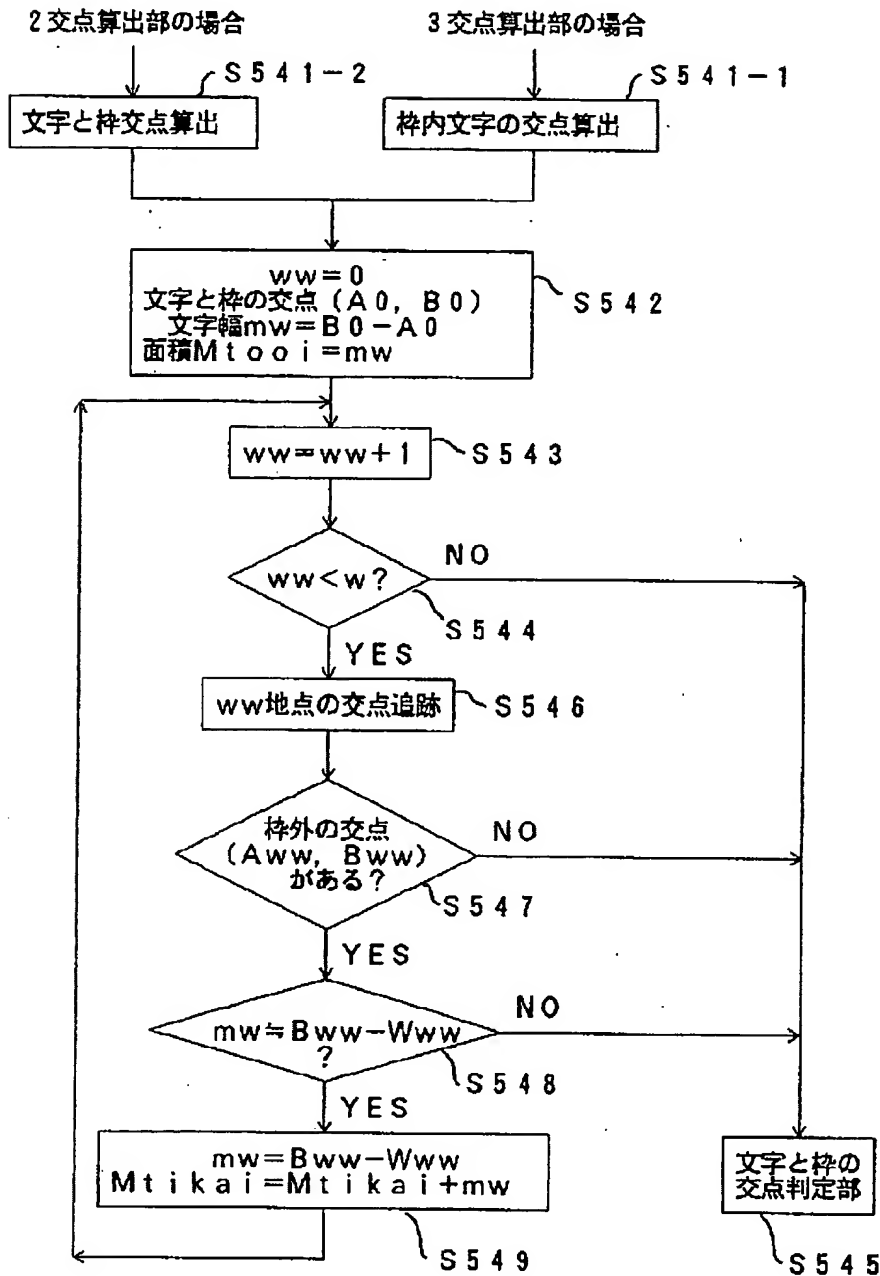 2交点算出部の場合
3交点算出部の場合
S541-2
S541-1
文字と枠交点算出
枠内文字の交点算出
ww=0
文字と枠の交点(A0, B0)
文字幅mw=B0-A0
面積Mtooi=mw
S542
ww=ww+1
S543
ww<w?
NO
S544
YES
ww地点の交点追跡
S546
枠外の交点
(Aww, Bww)
がある?
NO
S547
YES
mw≒Bww-Www
?
NO
S548
YES
mw=Bww-Www
Mtikai=Mtikai+mw
S549
文字と枠の
交点判定部
S545